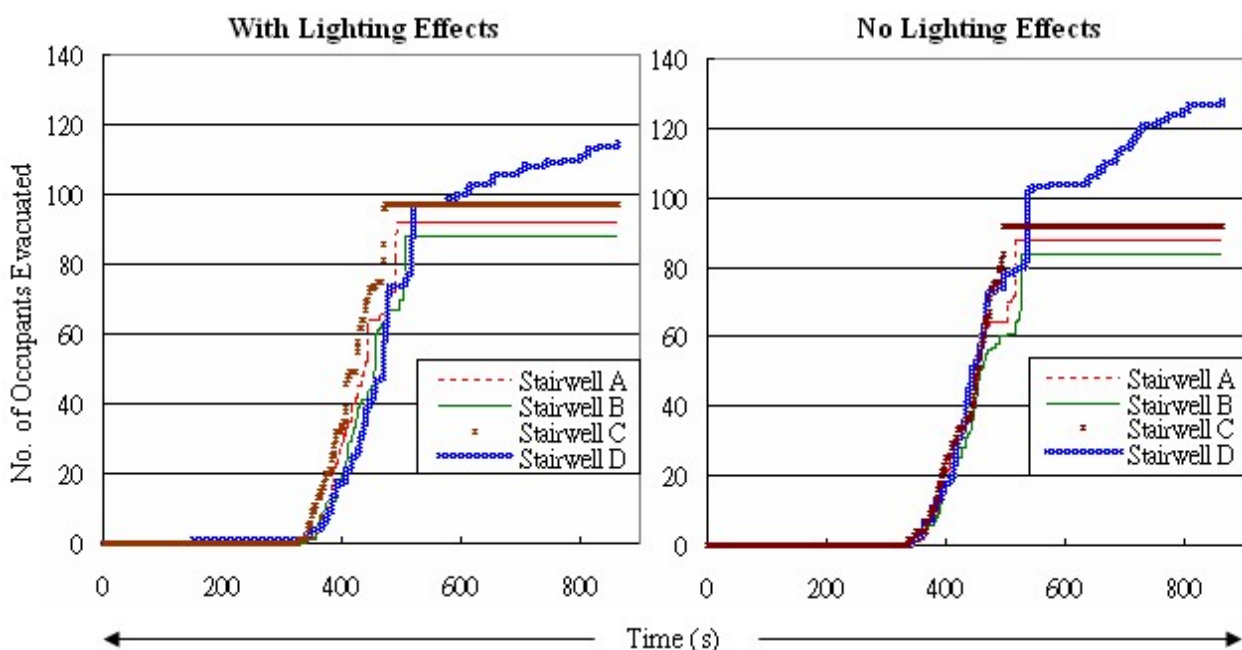 With Lighting Effects
No. of Occupants Evacuated
140
120
100
80
60
40
20
0
Stairwell A
Stairwell B
Stairwell C
Stairwell D
0 200 400 600 800
No Lighting Effects
140
120
100
80
60
40
20
0
Stairwell A
Stairwell B
Stairwell C
Stairwell D
0 200 400 600 800
Time (s)